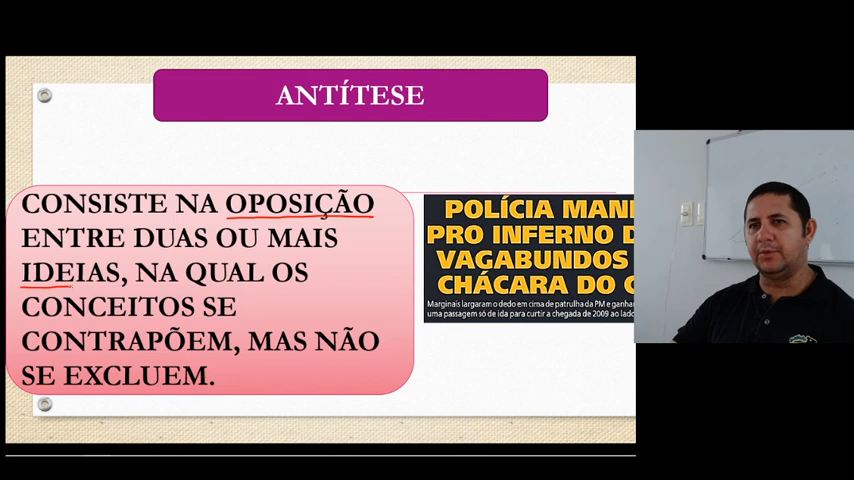 ANTÍTESE
CONSISTE NA OPOSIÇÃO
ENTRE DUAS OU MAIS
IDEIAS, NA QUAL OS
CONCEITOS SE
CONTRAPÕEM, MAS NÃO
SE EXCLUEM.
POLÍCIA MAN
PRO INFERNO D
VAGABUNDOS
CHÁCARA DO C
Marginais largaram o dedo em cima de patrulha da PM e ganha
uma passagem só de ida para curtir a chegada de 2009 ao lado